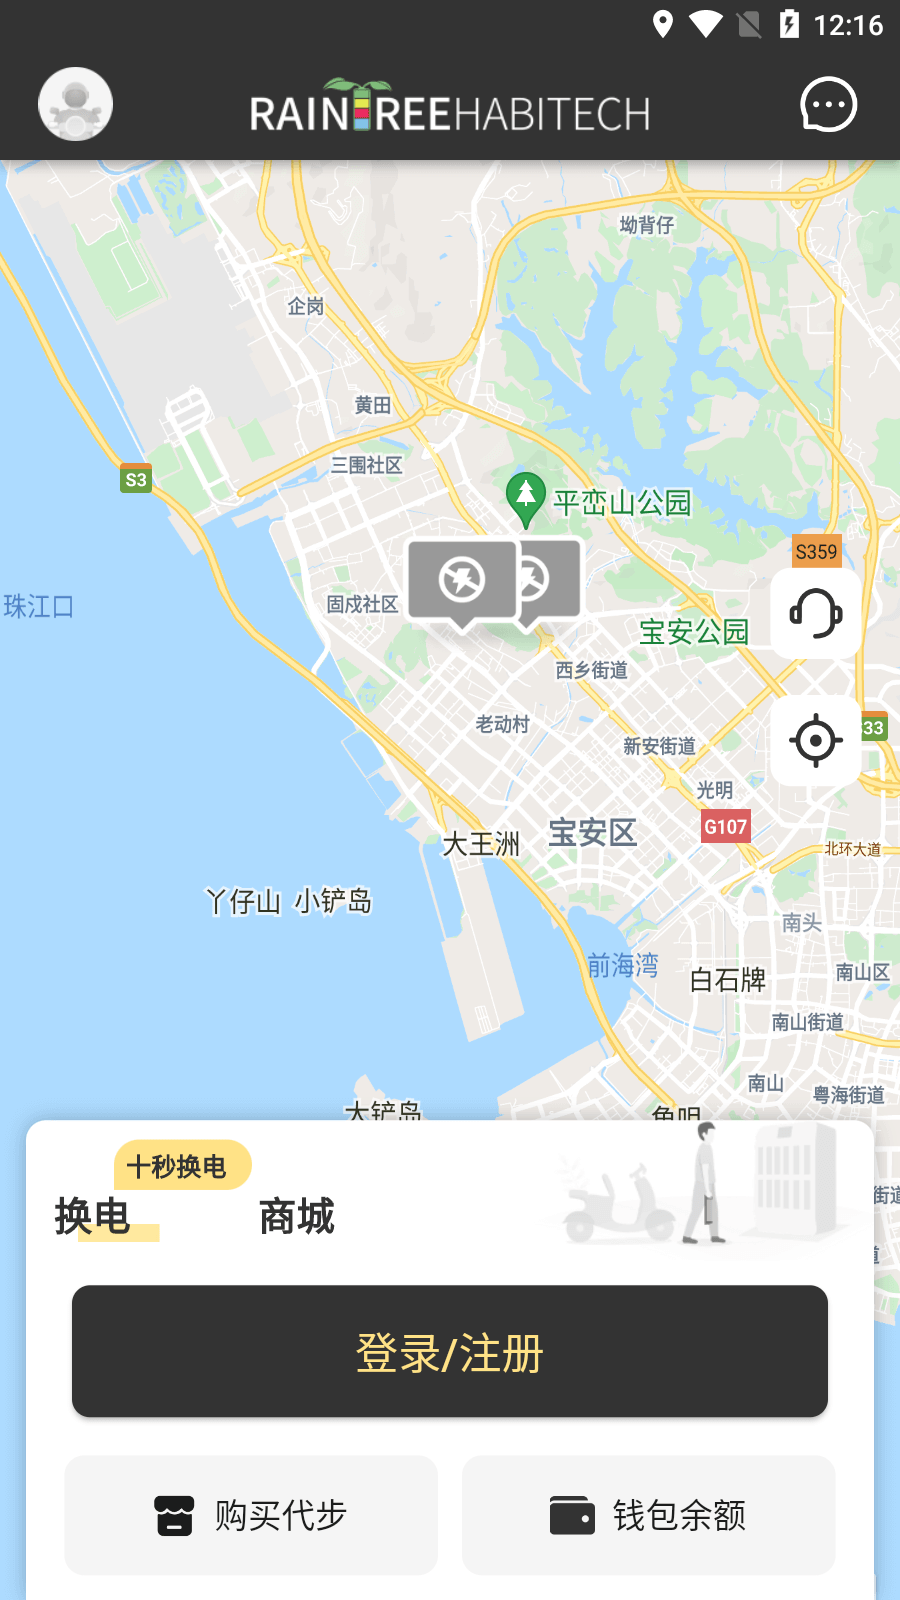 12:16
RAINTREEHABITECH
坳背仔
企岗
黄田
三围社区
S3
平峦山公园
S359
珠江口
固戍社区
宝安公园
西乡街道
老动村
33
新安街道
光明
G107
宝安区
大王洲
北环大道
丫仔山 小铲岛
南头
前海湾
南山区
白石牌
南山街道
南山
粤海街道
大铲岛
街道
十秒换电
换电
商城
登录/注册
购买代步
钱包余额